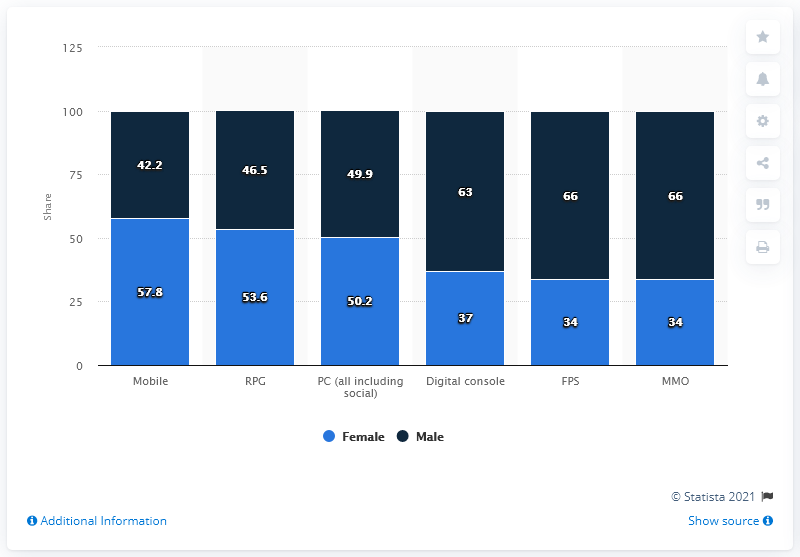 125
100
75
50
25
0
Share
42.2
46.5
49.9
63
66
66
57.8
53.6
50.2
37
34
34
Mobile
RPG
PC (all including
social)
Digital console
FPS
MMO
Female
Male
© Statista 2021
Additional Information
Show source